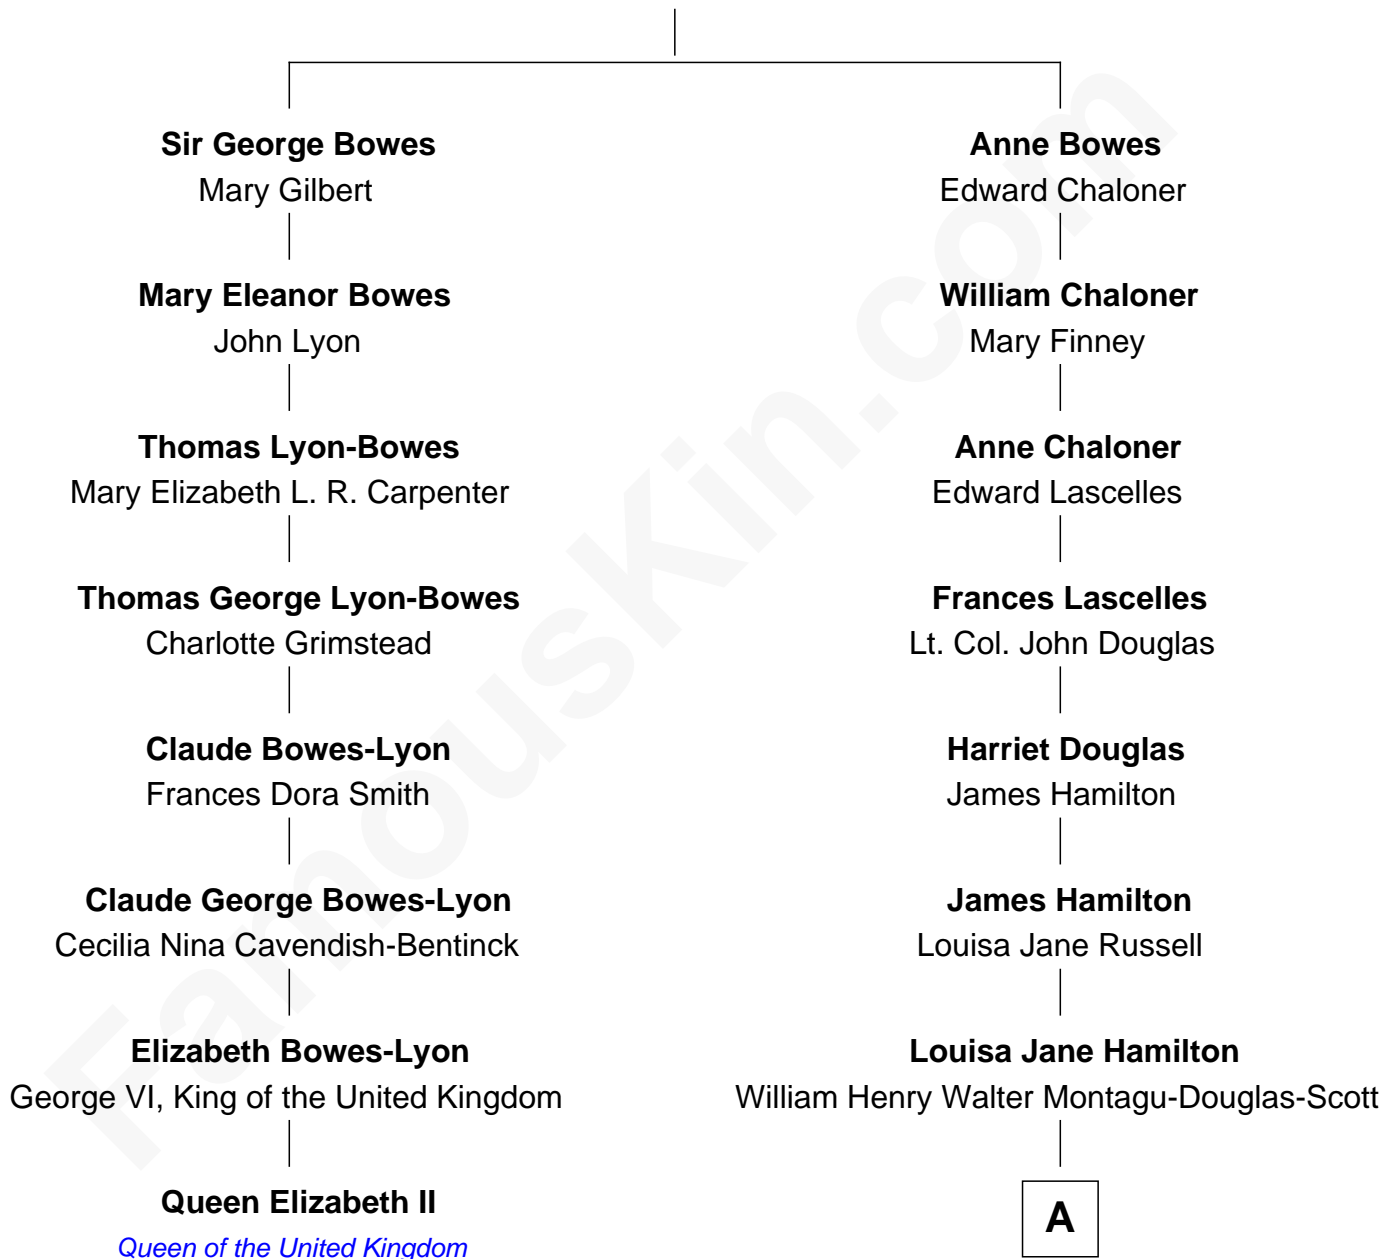 Sir George Bowes
Mary Gilbert
Mary Eleanor Bowes
John Lyon
Thomas Lyon-Bowes
Mary Elizabeth L. R. Carpenter
Thomas George Lyon-Bowes
Charlotte Grimstead
Claude Bowes-Lyon
Frances Dora Smith
Claude George Bowes-Lyon
Cecilia Nina Cavendish-Bentinck
Elizabeth Bowes-Lyon
George VI, King of the United Kingdom
Queen Elizabeth II
Queen of the United Kingdom
Anne Bowes
Edward Chaloner
William Chaloner
Mary Finney
Anne Chaloner
Edward Lascelles
Frances Lascelles
Lt. Col. John Douglas
Harriet Douglas
James Hamilton
James Hamilton
Louisa Jane Russell
Louisa Jane Hamilton
William Henry Walter Montagu-Douglas-Scott
A
FamousKin.com